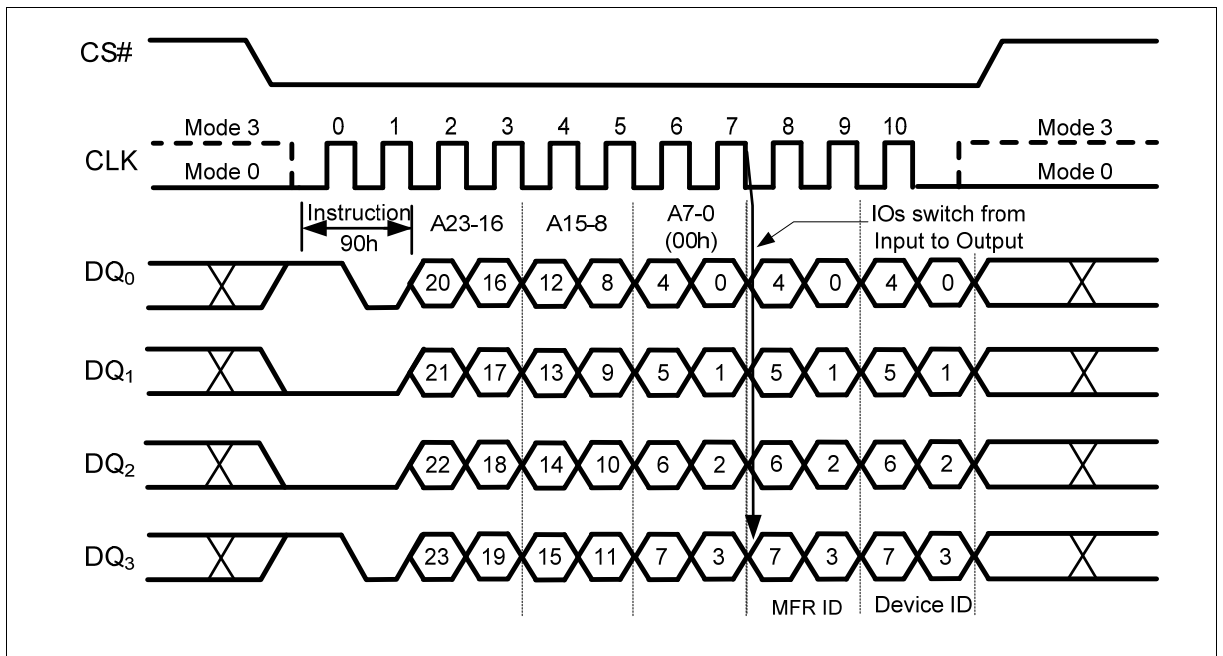 CS#
0 1 2 3 4 5 6 7 8 9 10
Mode 3 Mode 3
CLK
Mode 0 Mode 0
Instruction
90h
A23-16 A15-8 A7-0
(00h)
IOs switch from
Input to Output
DQ0 20 16 12 8 4 0 4 0 4 0
DQ1 21 17 13 9 5 1 5 1 5 1
DQ2 22 18 14 10 6 2 6 2 6 2
DQ3 23 19 15 11 7 3 7 3 7 3
MFR ID Device ID